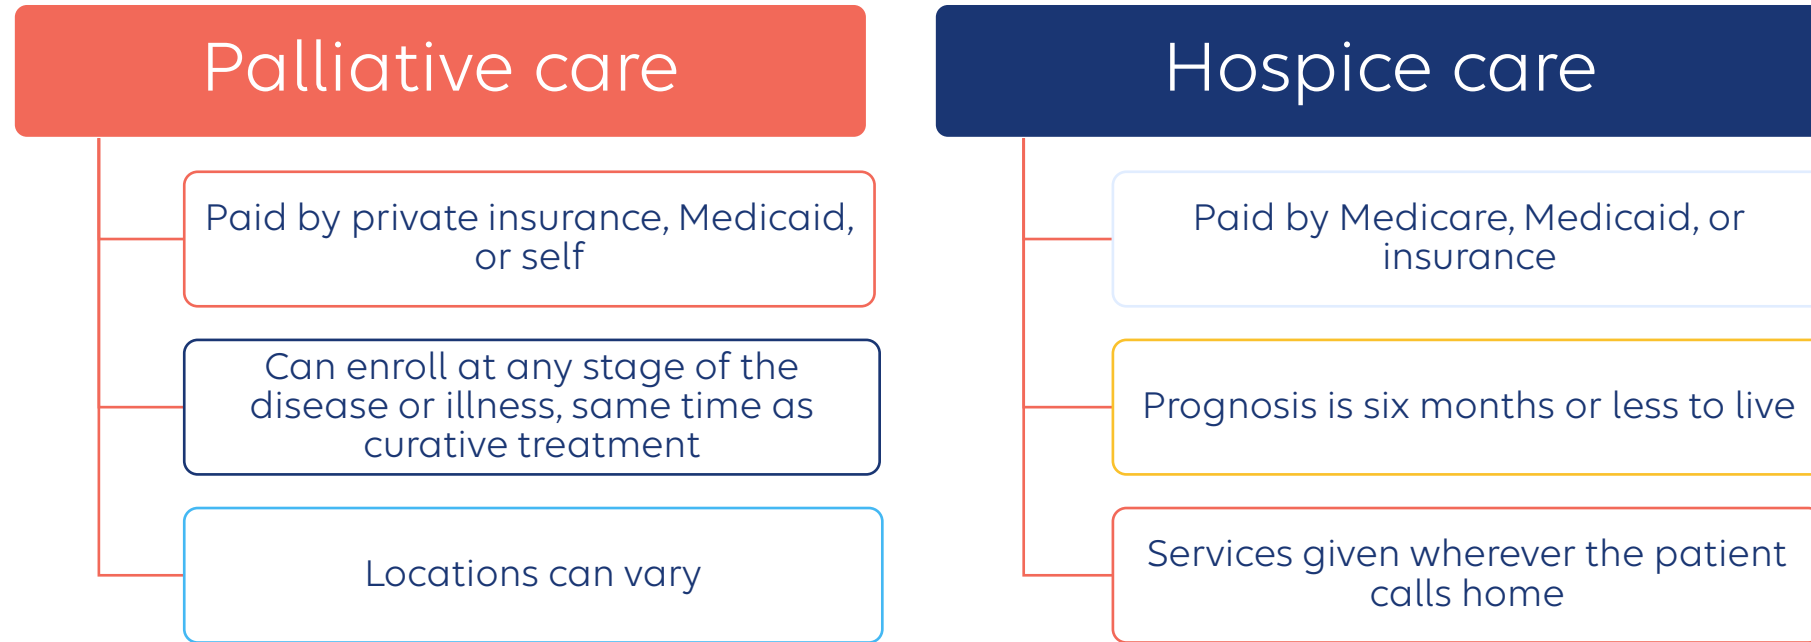 Palliative care
Paid by private insurance, Medicaid,
or self
Can enroll at any stage of the
disease or illness, same time as
curative treatment
Locations can vary
Hospice care
Paid by Medicare, Medicaid, or
insurance
Prognosis is six months or less to live
Services given wherever the patient
calls home